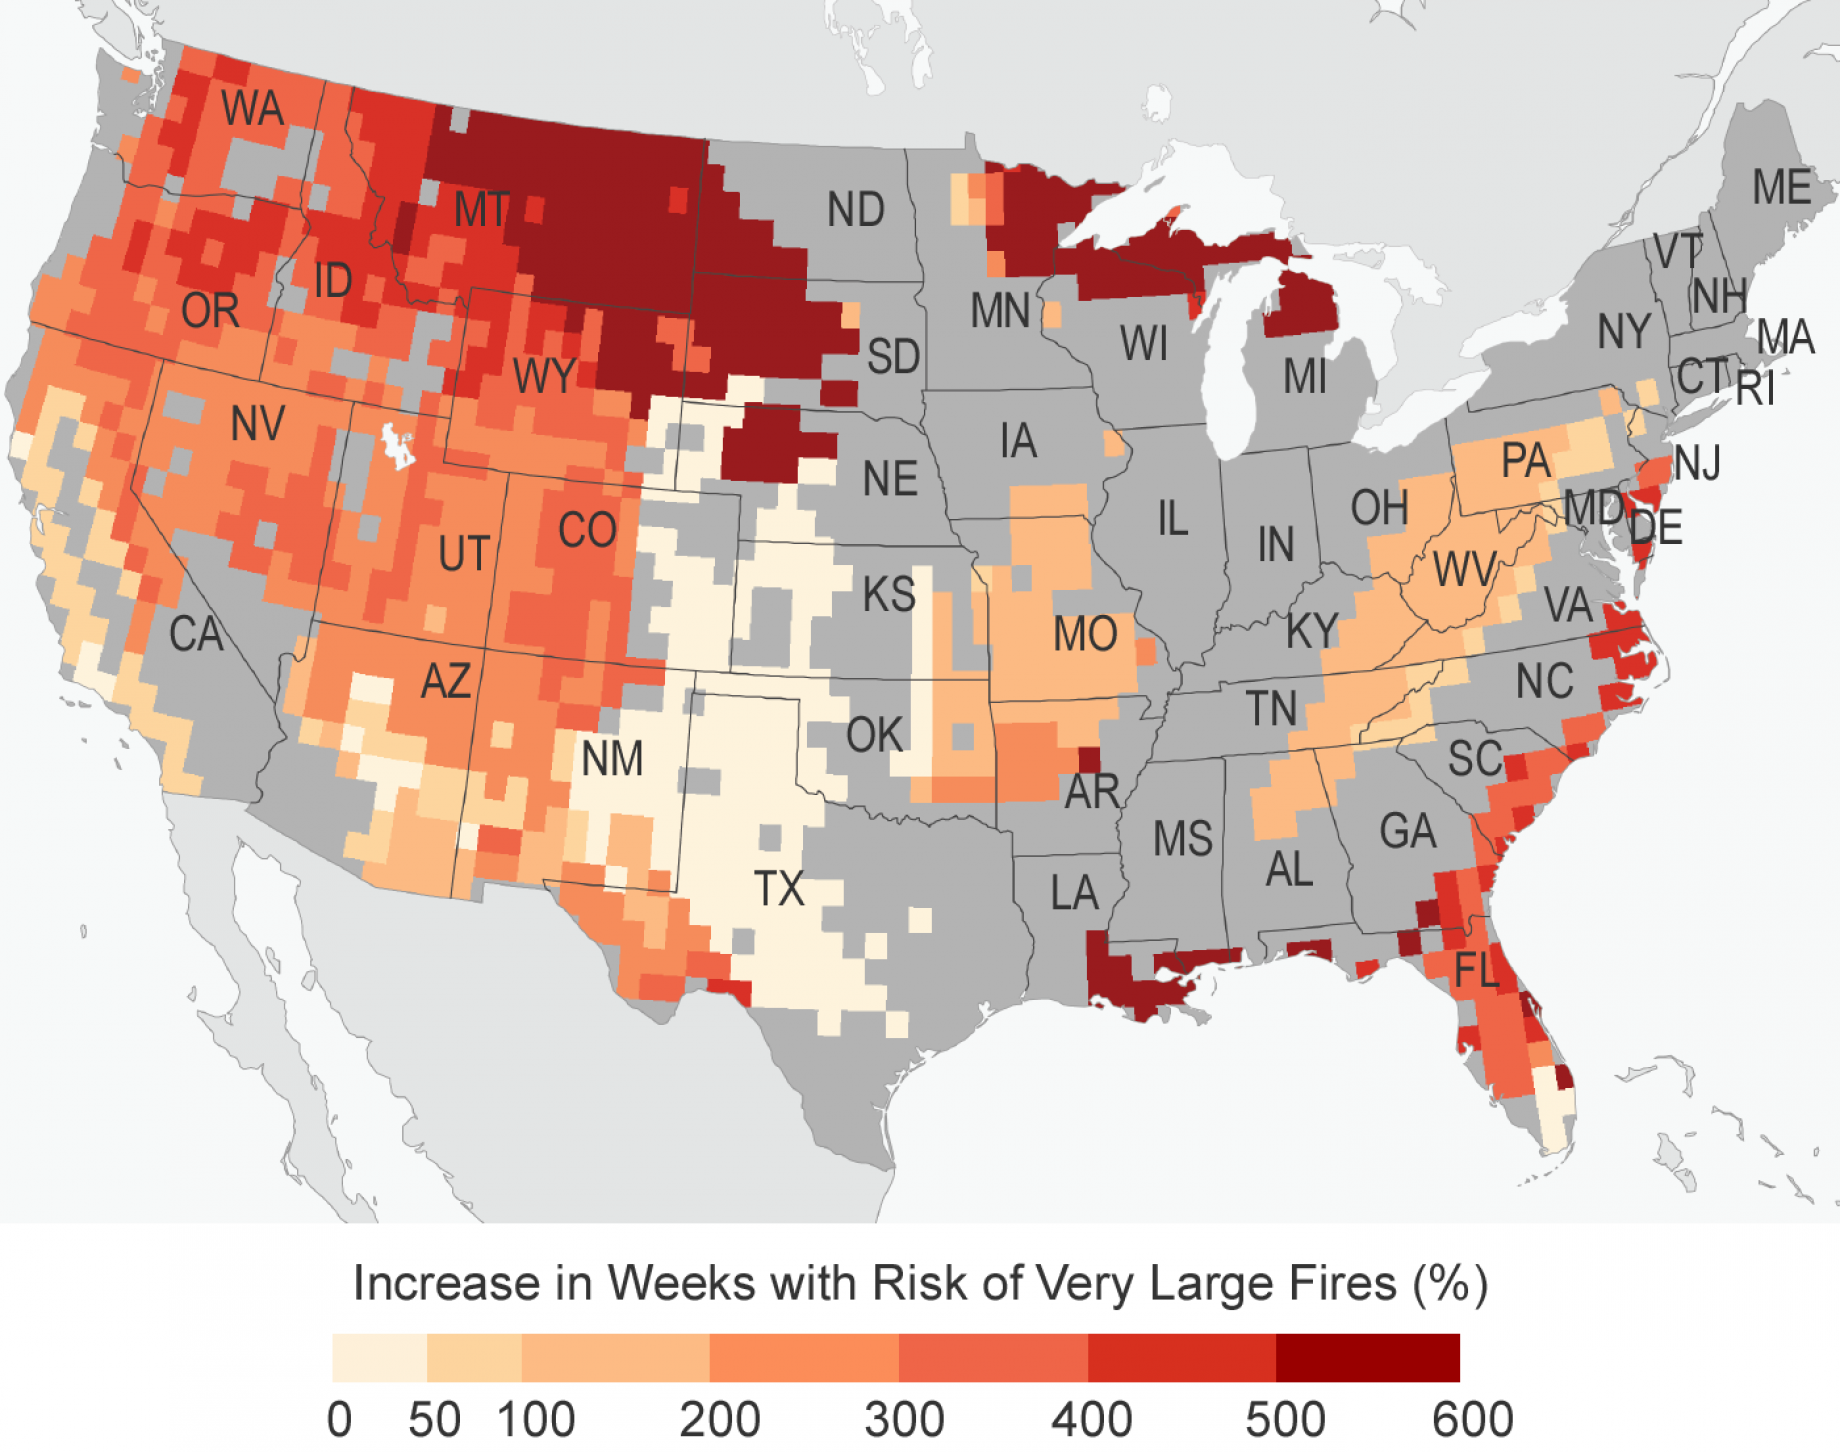 WA
ME
MT
ND
VT
ID
NH
OR
MN
NY
MA
WI
SD
WY
MI
CT
RI
NV
IA
PA
NJ
NE
OH
MD
IL
CO
DE
IN
UT
WV
KS
VA
CA
MO
KY
AZ
NC
TN
OK
NM
SC
AR
GA
MS
AL
TX
LA
FL
Increase in Weeks with Risk of Very Large Fires (%)
0 50 100 200 300 400 500 600